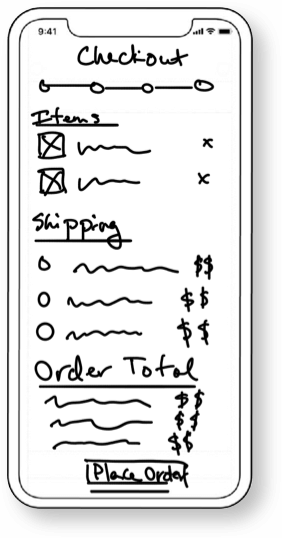 9:41
Checkout
Items
x
x
Shipping
$$
$$
$$
Order Total
$$
$$
$$
Place Order